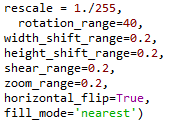 rescale = 1./255,
rotation_range=40,
width_shift_range=0.2,
height_shift_range=0.2,
shear_range=0.2,
zoom_range=0.2,
horizontal_flip=True,
fill_mode='nearest')